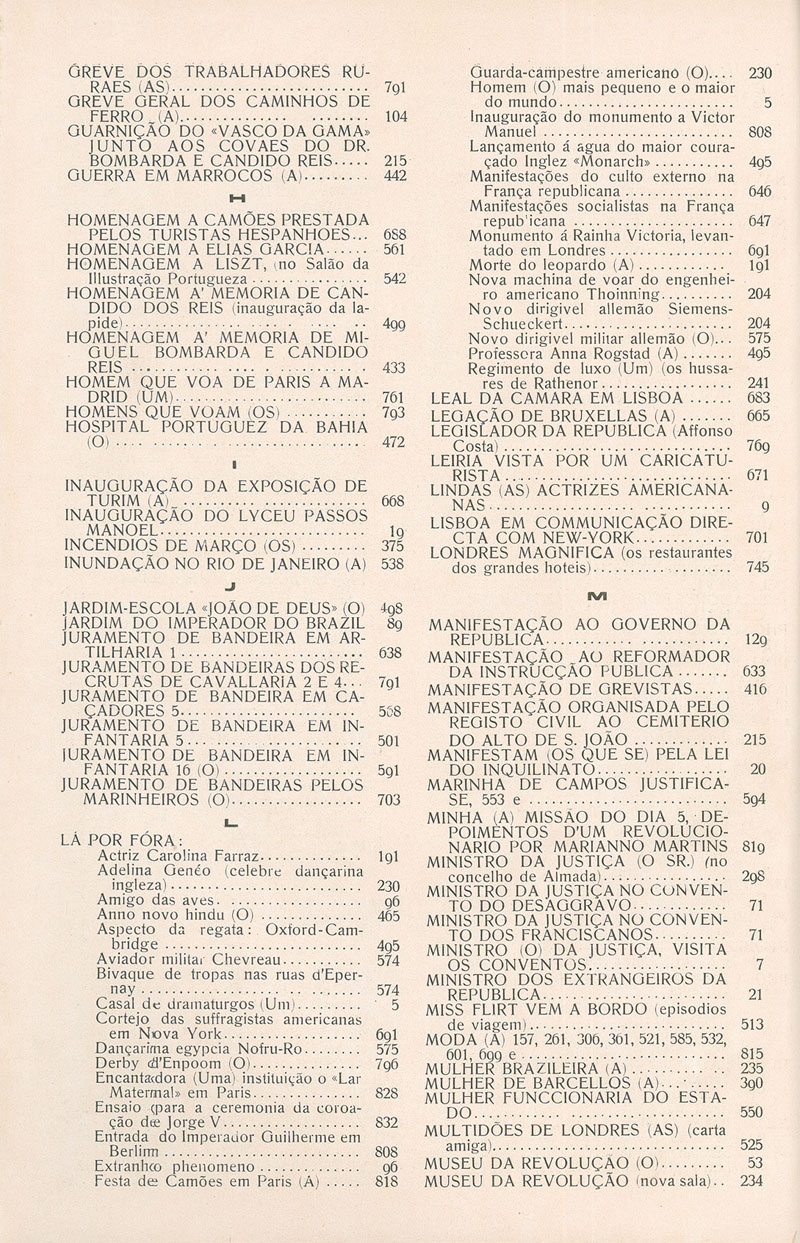 GREVE DOS TRABALHADORES RU-
RAES (AS)........................... 791
GREVE GERAL DOS CAMINHOS DE
FERRO (A)............ .......... 104
GUARNIÇÃO DO «VASCO DA GAMA»
JUNTO AOS COVAES DO DR.
BOMBARDA E CANDIDO REIS..... 215
GUERRA EM MARROCOS (A)......... 442
H
HOMENAGEM A CAMÕES PRESTADA
PELOS TURISTAS HESPANHOES... 688
HOMENAGEM A ELIAS GARCIA...... 561
HOMENAGEM A LISZT, (no Salão da
Illustração Portugueza ............... 542
HOMENAGEM A' MEMORIA DE CAN-
DIDO DOS REIS (inauguração da la-
pide)................................. 499
HOMENAGEM A' MEMORIA DE MI-
GUEL BOMBARDA E CANDIDO
REIS ................................ 433
HOMEM QUE VOA DE PARIS A MA-
DRID (UM)........................... 761
HOMENS QUE VOAM (OS) ........... 793
HOSPITAL PORTUGUEZ DA BAHIA
(O) .................................. 472
I
INAUGURAÇÃO DA EXPOSIÇÃO DE
TURIM (A) ........................... 668
INAUGURAÇÃO DO LYCEU PASSOS
MANOEL............................ 19
INCENDIOS DE MARÇO (OS) ......... 375
INUNDAÇÃO NO RIO DE JANEIRO (A) 538
J
JARDIM-ESCOLA «JOÃO DE DEUS» (O) 498
JARDIM DO IMPERADOR DO BRAZIL 89
JURAMENTO DE BANDEIRA EM AR-
TILHARIA 1 ......................... 638
JURAMENTO DE BANDEIRAS DOS RE-
CRUTAS DE CAVALLARIA 2 E 4... 791
JURAMENTO DE BANDEIRA EM CA-
ÇADORES 5........................ 558
JURAMENTO DE BANDEIRA EM IN-
FANTARIA 5........................ 501
JURAMENTO DE BANDEIRA EM IN-
FANTARIA 16 (O) ................... 591
JURAMENTO DE BANDEIRAS PELOS
MARINHEIROS (O).................. 703
L
LÁ POR FÓRA:
Actriz Carolina Farraz.............. 191
Adelina Genéo (celebre dançarina
ingleza).......................... 230
Amigo das aves.................... 96
Anno novo hindu (O) .............. 465
Aspecto da regata: Oxford-Cam-
bridge ........................... 495
Aviador militar Chevreau........... 574
Bivaque de tropas nas ruas d'Eper-
nay .............................. 574
Casal de dramaturgos (Um)......... 5
Cortejo das suffragistas americanas
em Nova York.................... 691
Dançarina egypcia Nofru-Ro........ 575
Derby d'Enpoom (O)............... 796
Encantadora (Uma) instituição o «Lar
Maternal» em Paris............... 828
Ensaio para a ceremonia da coroa-
ção de Jorge V................... 832
Entrada do Imperador Guilherme em
Berlim ........................... 808
Extranho phenomeno .............. 96
Festa de Camões em Paris (A) ..... 818
Guarda-campestre americano (O).... 230
Homem (O) mais pequeno e o maior
do mundo........................ 5
Inauguração do monumento a Victor
Manuel .......................... 808
Lançamento á agua do maior coura-
çado Inglez «Monarch» ........... 495
Manifestações do culto externo na
França republicana ............... 646
Manifestações socialistas na França
repub'icana ...................... 647
Monumento á Rainha Victoria, levan-
tado em Londres ................. 691
Morte do leopardo (A) ............ 191
Nova machina de voar do engenhei-
ro americano Thoinning.......... 204
Novo dirigivel allemão Siemens-
Schueckert....................... 204
Novo dirigivel militar allemão (O)... 575
Professora Anna Rogstad (A) ....... 495
Regimento de luxo (Um) (os hussa-
res de Rathenor.................. 241
LEAL DA CAMARA EM LISBOA ...... 683
LEGAÇÃO DE BRUXELLAS (A) ....... 665
LEGISLADOR DA REPUBLICA (Affonso
Costa) ............................... 769
LEIRIA VISTA POR UM CARICATU-
RISTA ............................... 671
LINDAS (AS) ACTRIZES AMERICANA-
NAS................................. 9
LISBOA EM COMMUNICAÇÃO DIRE-
CTA COM NEW-YORK............. 701
LONDRES MAGNIFICA (os restaurantes
dos grandes hoteis)................... 745
M
MANIFESTAÇÃO AO GOVERNO DA
REPUBLICA......................... 129
MANIFESTAÇÃO AO REFORMADOR
DA INSTRUCÇÃO PUBLICA ....... 633
MANIFESTAÇÃO DE GREVISTAS..... 416
MANIFESTAÇÃO ORGANISADA PELO
REGISTO CIVIL AO CEMITERIO
DO ALTO DE S. JOÃO ............. 215
MANIFESTAM (OS QUE SE) PELA LEI
DO INQUILINATO.................. 20
MARINHA DE CAMPOS JUSTIFICA-
SE, 553 e ........................... 594
MINHA (A) MISSÃO DO DIA 5, DE-
POIMENTOS D'UM REVOLUCIO-
NARIO POR MARIANNO MARTINS 819
MINISTRO DA JUSTIÇA (O SR.) (no
concelho de Almada)................. 298
MINISTRO DA JUSTIÇA NO CONVEN-
TO DO DESAGGRAVO............. 71
MINISTRO DA JUSTIÇA NO CONVEN-
TO DOS FRANCISCANOS.......... 71
MINISTRO (O) DA JUSTIÇA, VISITA
OS CONVENTOS................... 7
MINISTRO DOS EXTRANGEIROS DA
REPUBLICA......................... 21
MISS FLIRT VEM A BORDO (episodios
de viagem)........................... 513
MODA (A) 157, 261, 306, 361, 521, 585, 532,
601, 699 e ........................... 815
MULHER BRAZILEIRA (A) ........... 235
MULHER DE BARCELLOS (A)........ 390
MULHER FUNCCIONARIA DO ESTA-
DO................................... 550
MULTIDÕES DE LONDRES (AS) (carta
amiga)................................ 525
MUSEU DA REVOLUÇÃO (O)......... 53
MUSEU DA REVOLUÇÃO (nova sala).. 234